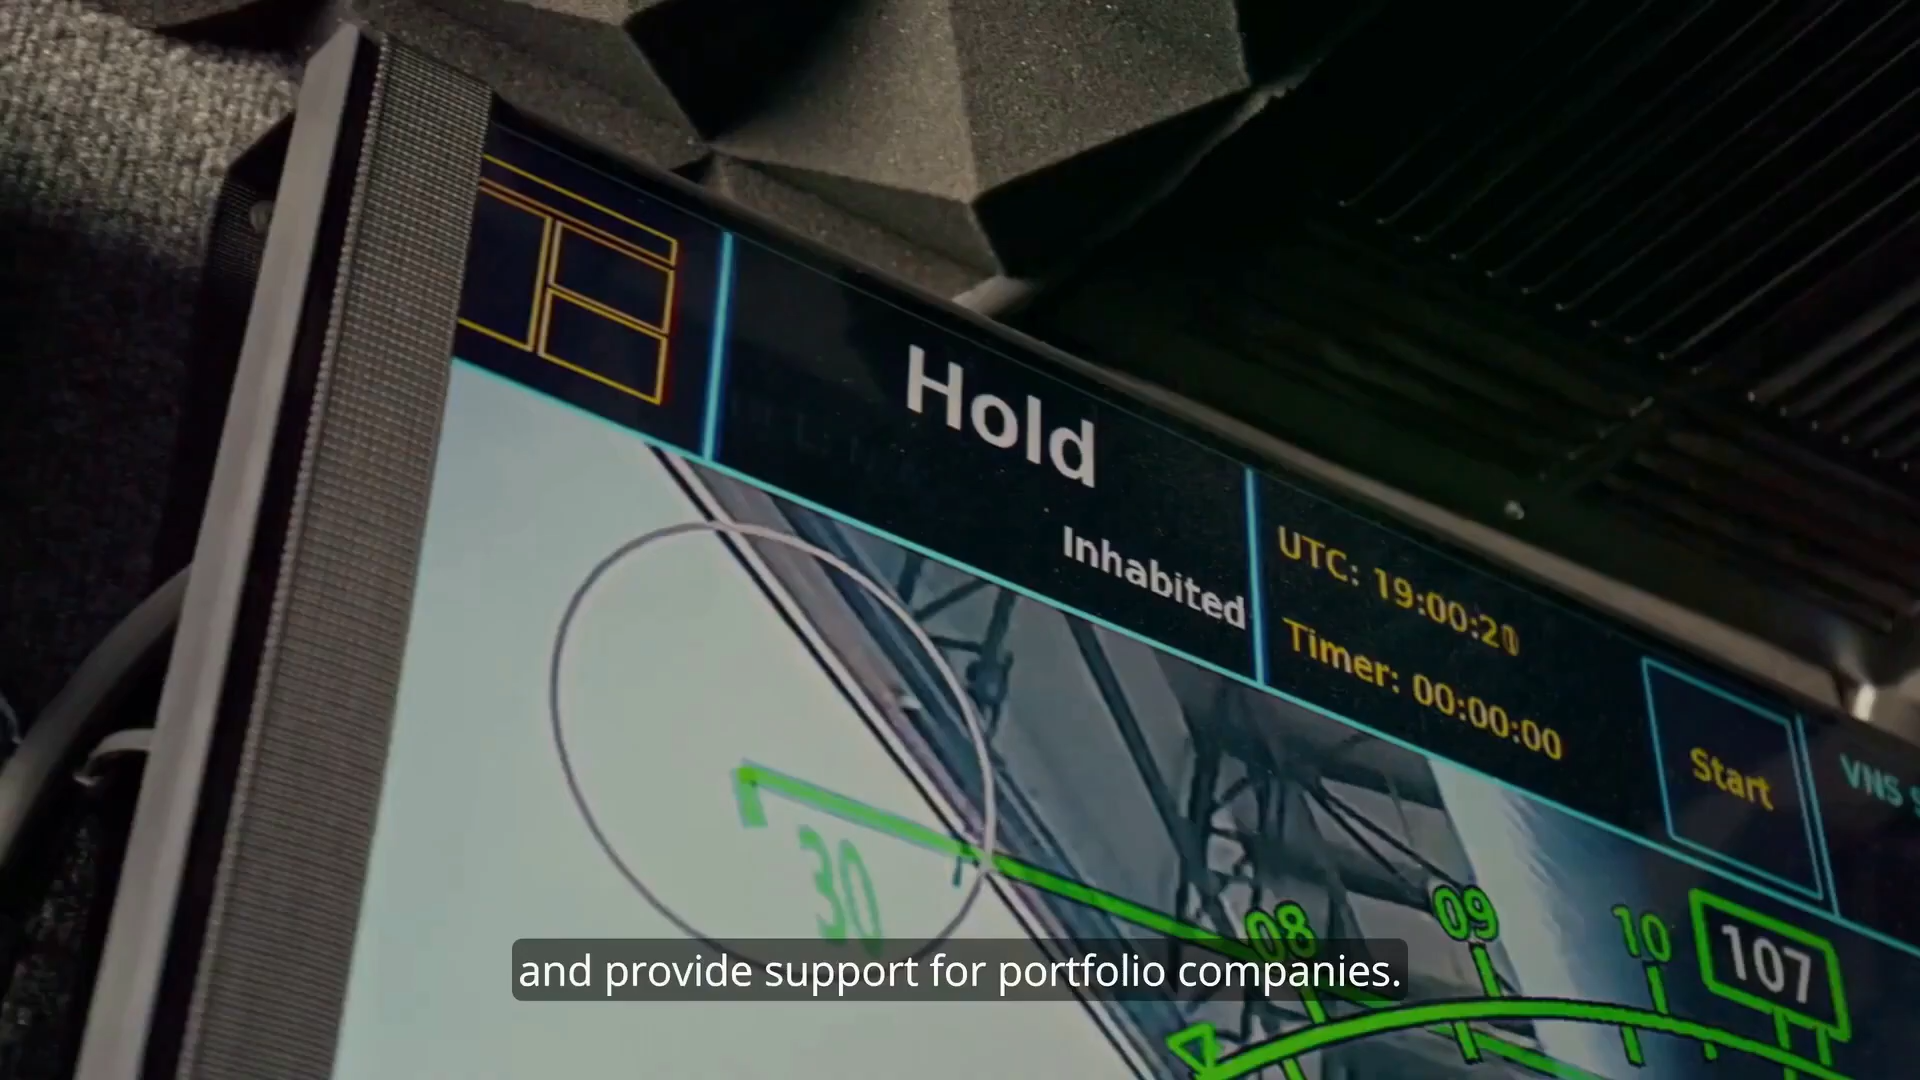 Hold
Inhabited
UTC: 19:00:20
Timer: 00:00:00
Start
VNS
30
08
09
10
107
and provide support for portfolio companies.